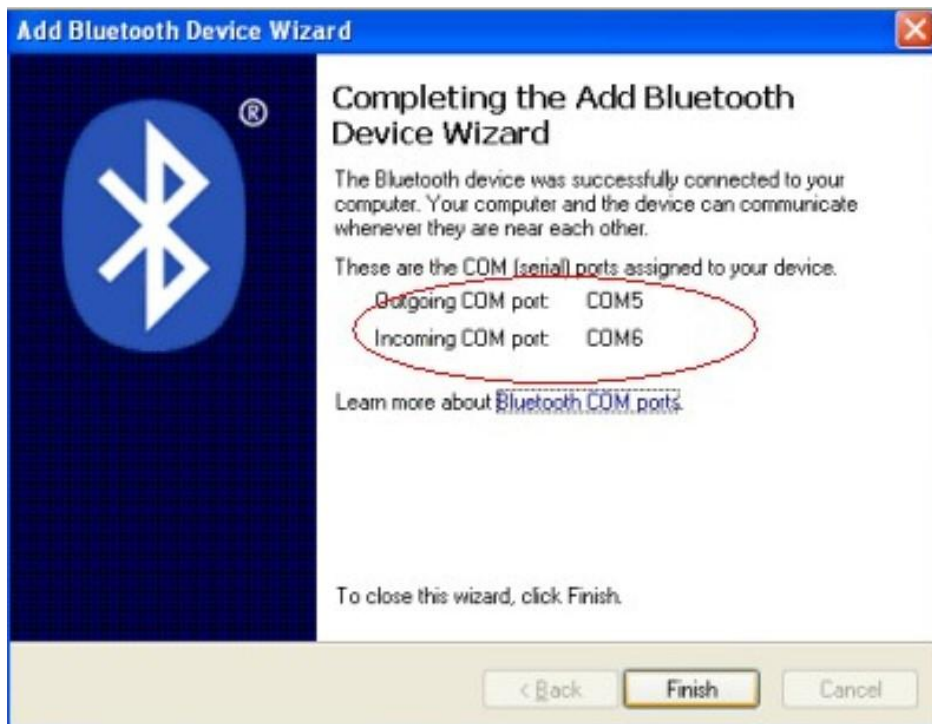 Add Bluetooth Device Wizard
®
Completing the Add Bluetooth
Device Wizard
The Bluetooth device was successfully connected to your
computer. Your computer and the device can communicate
whenever they are near each other.
These are the COM (serial) ports assigned to your device.
Outgoing COM port: COM5
Incoming COM port: COM6
Learn more about Bluetooth COM ports.
To close this wizard, click Finish.
< Back Finish Cancel